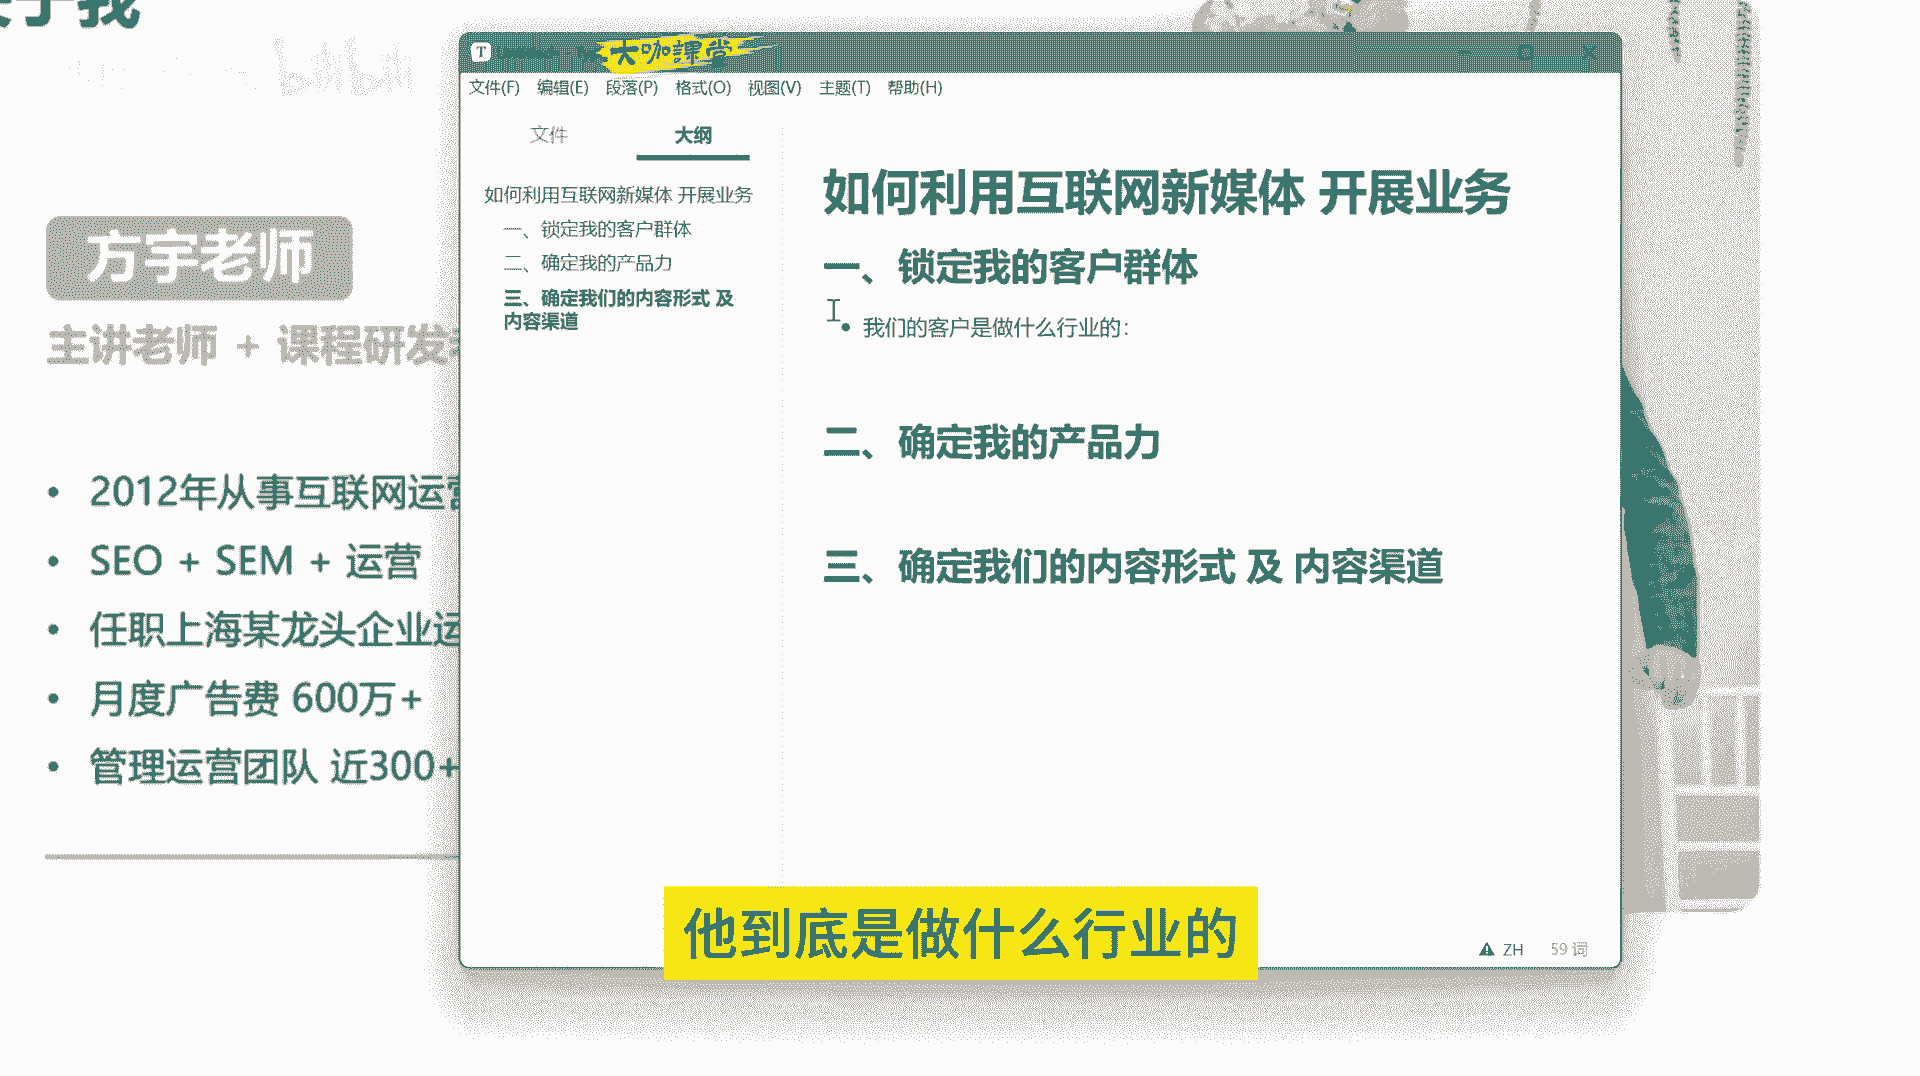 于我
bilibili
方宇老师
主讲老师 + 课程研发
2012年从事互联网运营
SEO + SEM + 运营
任职上海某龙头企业运
月度广告费 600万+
管理运营团队 近300+
大咖課堂
文件(F) 编辑(E) 段落(P) 格式(O) 视图(V) 主题(T) 帮助(H)
文件 大纲
如何利用互联网新媒体 开展业务
一、锁定我的客户群体
二、确定我的产品力
三、确定我们的内容形式 及
内容渠道
如何利用互联网新媒体 开展业务
一、锁定我的客户群体
我们的客户是做什么行业的：
二、确定我的产品力
三、确定我们的内容形式 及 内容渠道
ZH 59 词
他到底是做什么行业的